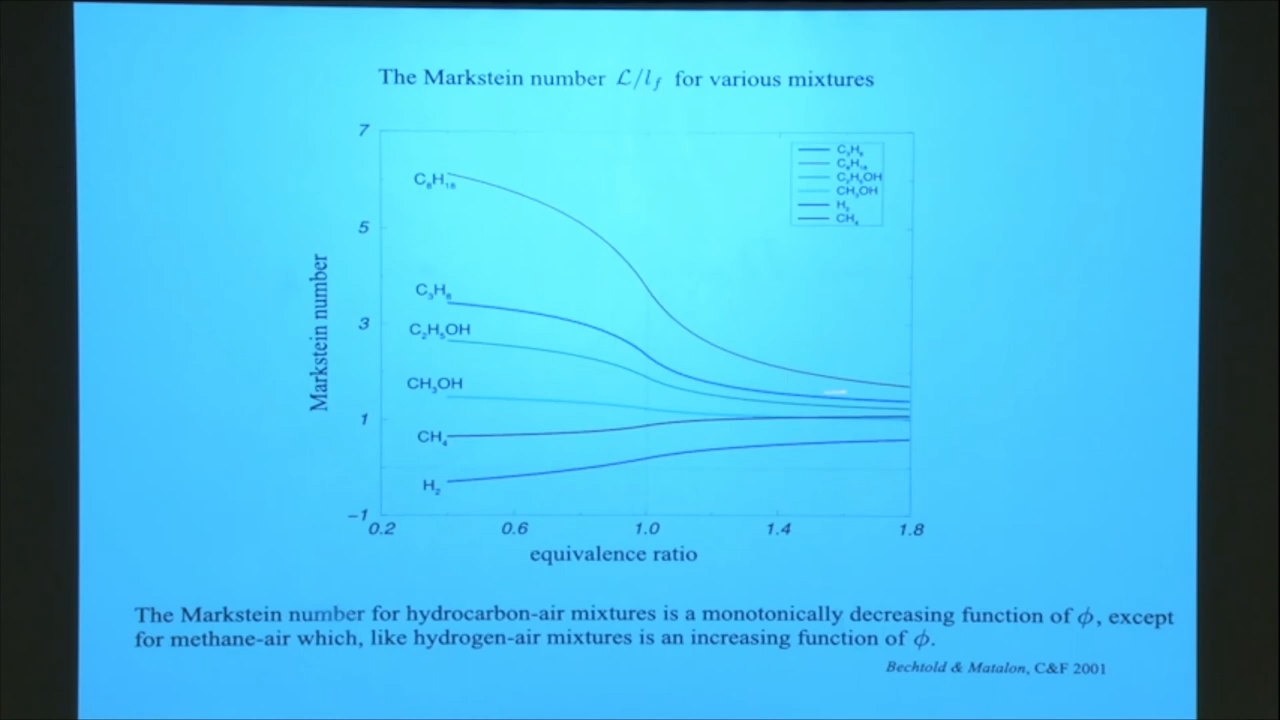 The Markstein number ℒ/l_f for various mixtures
7
5
3
1
−1
Markstein number
C₈H₁₈
C₃H₈
C₂H₅OH
CH₃OH
CH₄
H₂
C₃H₈
C₈H₁₈
C₂H₅OH
CH₃OH
H₂
CH₄
0.2 0.6 1.0 1.4 1.8
equivalence ratio
The Markstein number for hydrocarbon-air mixtures is a monotonically decreasing function of ϕ, except
for methane-air which, like hydrogen-air mixtures is an increasing function of ϕ.
Bechtold & Matalon, C&F 2001